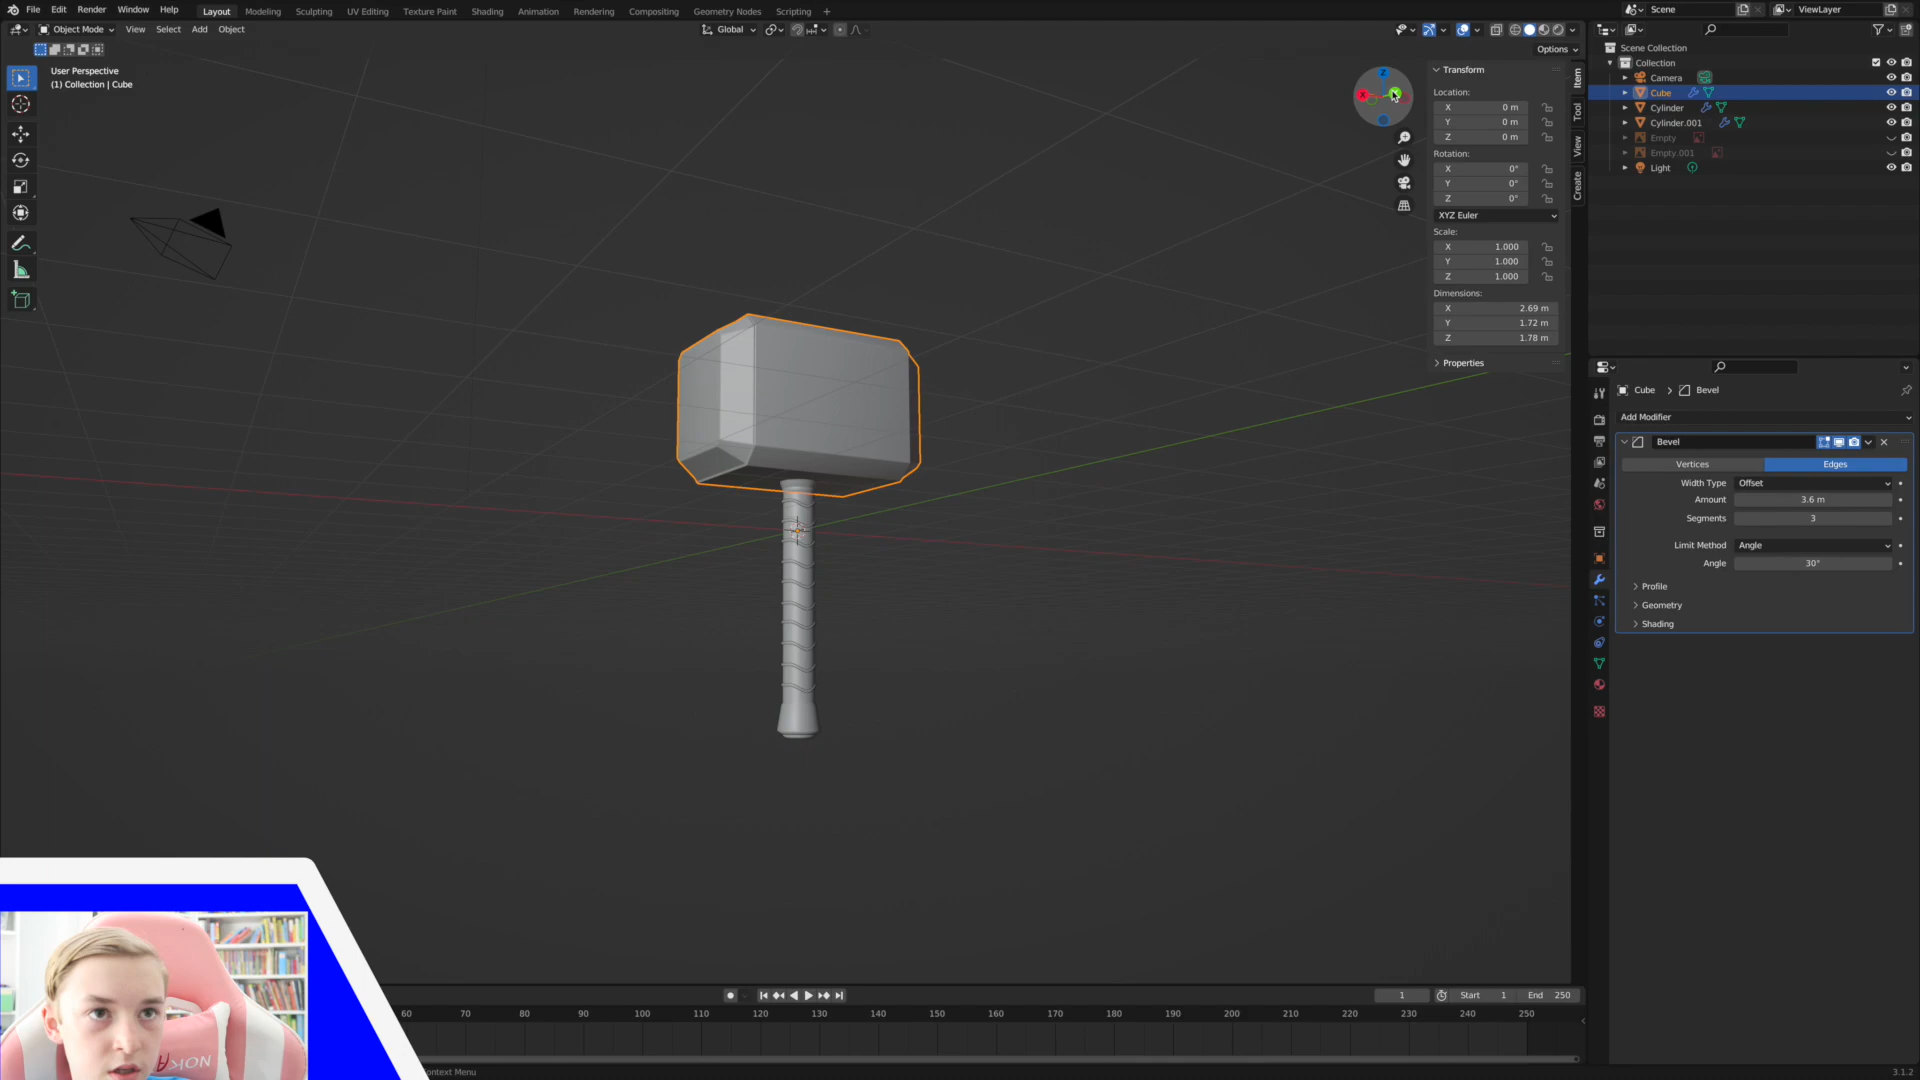 File Edit Render Window Help Layout Modeling Sculpting UV Editing Texture Paint Shading Animation Rendering Compositing Geometry Nodes Scripting + Scene ViewLayer
Object Mode View Select Add Object Global
Options
User Perspective
(1) Collection | Cube
Z
X
Transform
Location:
X 0 m
Y 0 m
Z 0 m
Rotation:
X 0°
Y 0°
Z 0°
XYZ Euler
Scale:
X 1.000
Y 1.000
Z 1.000
Dimensions:
X 2.69 m
Y 1.72 m
Z 1.78 m
Properties
Item
Tool
View
Create
Scene Collection
Collection
Camera
Cube
Cylinder
Cylinder.001
Empty
Empty.001
Light
Cube > Bevel
Add Modifier
Bevel
Vertices Edges
Width Type Offset
Amount 3.6 m
Segments 3
Limit Method Angle
Angle 30°
Profile
Geometry
Shading
1 Start 1 End 250
60 70 80 90 100 110 120 130 140 150 160 170 180 190 200 210 220 230 240 250
ontext Menu
3.1.2
NOKA